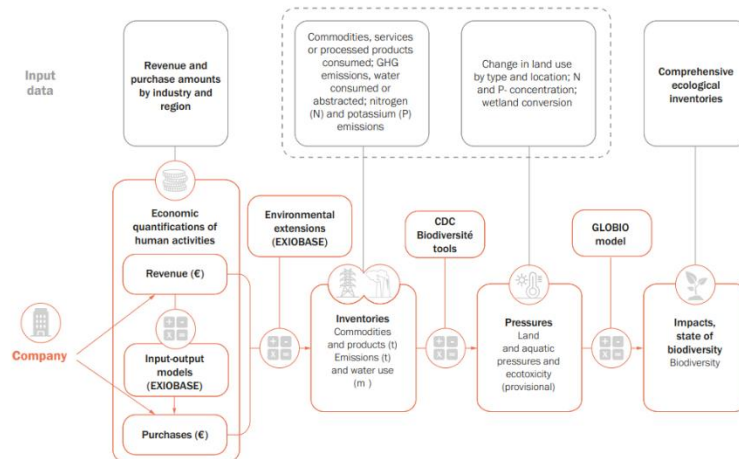 Input
data
Revenue and
purchase amounts
by industry and
region
Commodities, services
or processed products
consumed; GHG
emissions, water
consumed or
abstracted; nitrogen
(N) and potassium (P)
emissions
Change in land use
by type and location; N
and P- concentration;
wetland conversion
Comprehensive
ecological
inventories
Economic
quantifications of
human activities
Environmental
extensions
(EXIOBASE)
CDC
Biodiversité
tools
GLOBIO
model
Company
Revenue (€)
Input-output
models
(EXIOBASE)
Purchases (€)
Inventories
Commodities
and products (t)
Emissions (t)
and water use
(m )
Pressures
Land
and aquatic
pressures and
ecotoxicity
(provisional)
Impacts,
state of
biodiversity
Biodiversity